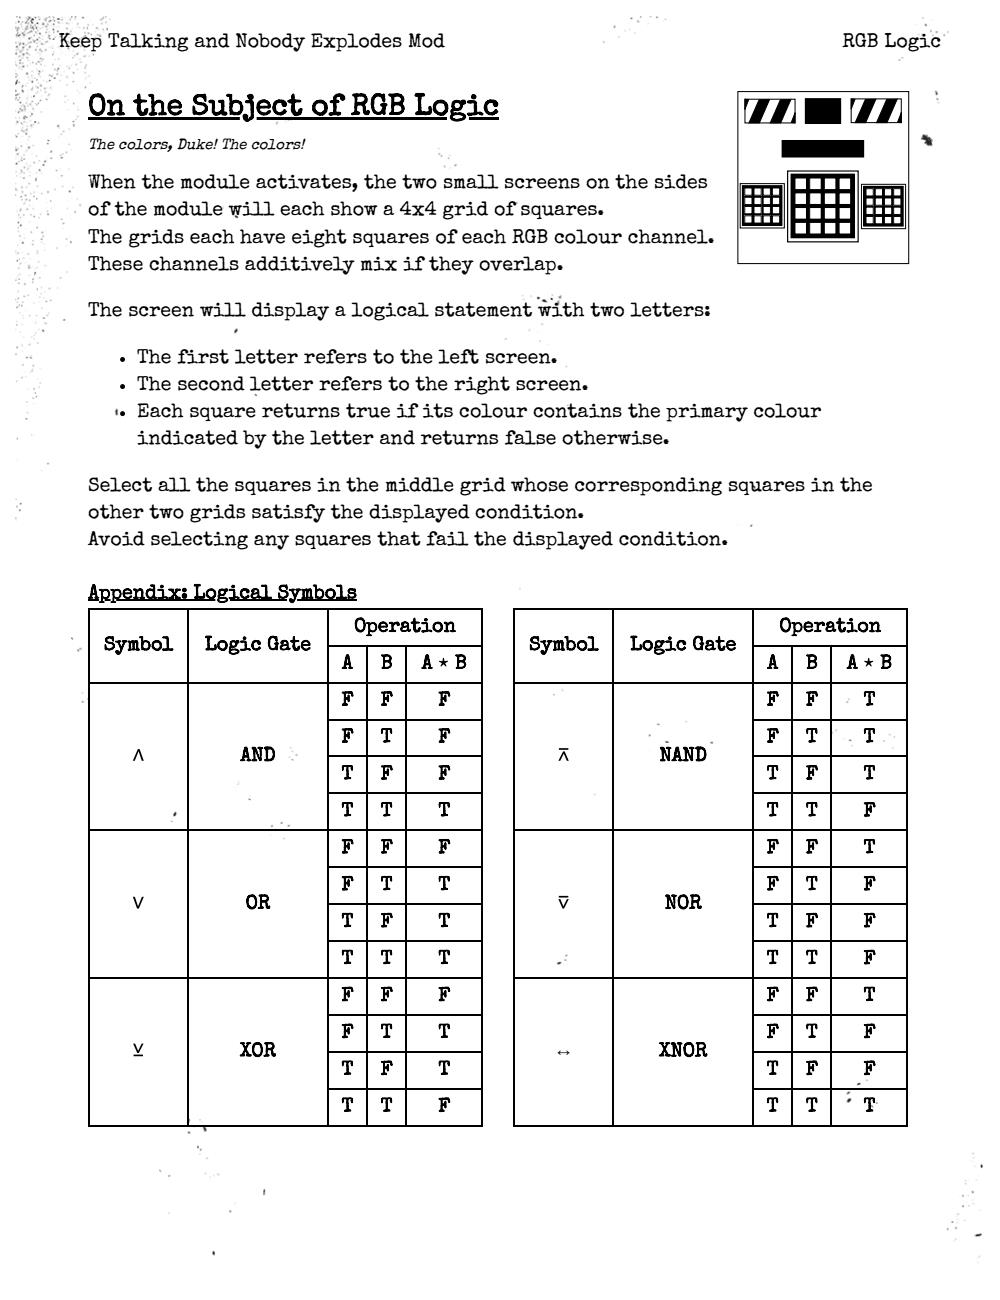 Keep Talking and Nobody Explodes Mod
RGB Logic
On the Subject of RGB Logic
The colors, Duke! The colors!
When the module activates, the two small screens on the sides
of the module will each show a 4x4 grid of squares.
The grids each have eight squares of each RGB colour channel.
These channels additively mix if they overlap.
The screen will display a logical statement with two letters:
• The first letter refers to the left screen.
• The second letter refers to the right screen.
• Each square returns true if its colour contains the primary colour
indicated by the letter and returns false otherwise.
Select all the squares in the middle grid whose corresponding squares in the
other two grids satisfy the displayed condition.
Avoid selecting any squares that fail the displayed condition.
Appendix: Logical Symbols
Symbol Logic Gate Operation
A B A ⋆ B
∧ AND
F F F
F T F
T F F
T T T
∨ OR
F F F
F T T
T F T
T T T
⊻ XOR
F F F
F T T
T F T
T T F
Symbol Logic Gate Operation
A B A ⋆ B
⊼ NAND
F F T
F T T
T F T
T T F
⊽ NOR
F F T
F T F
T F F
T T F
↔ XNOR
F F T
F T F
T F F
T T T